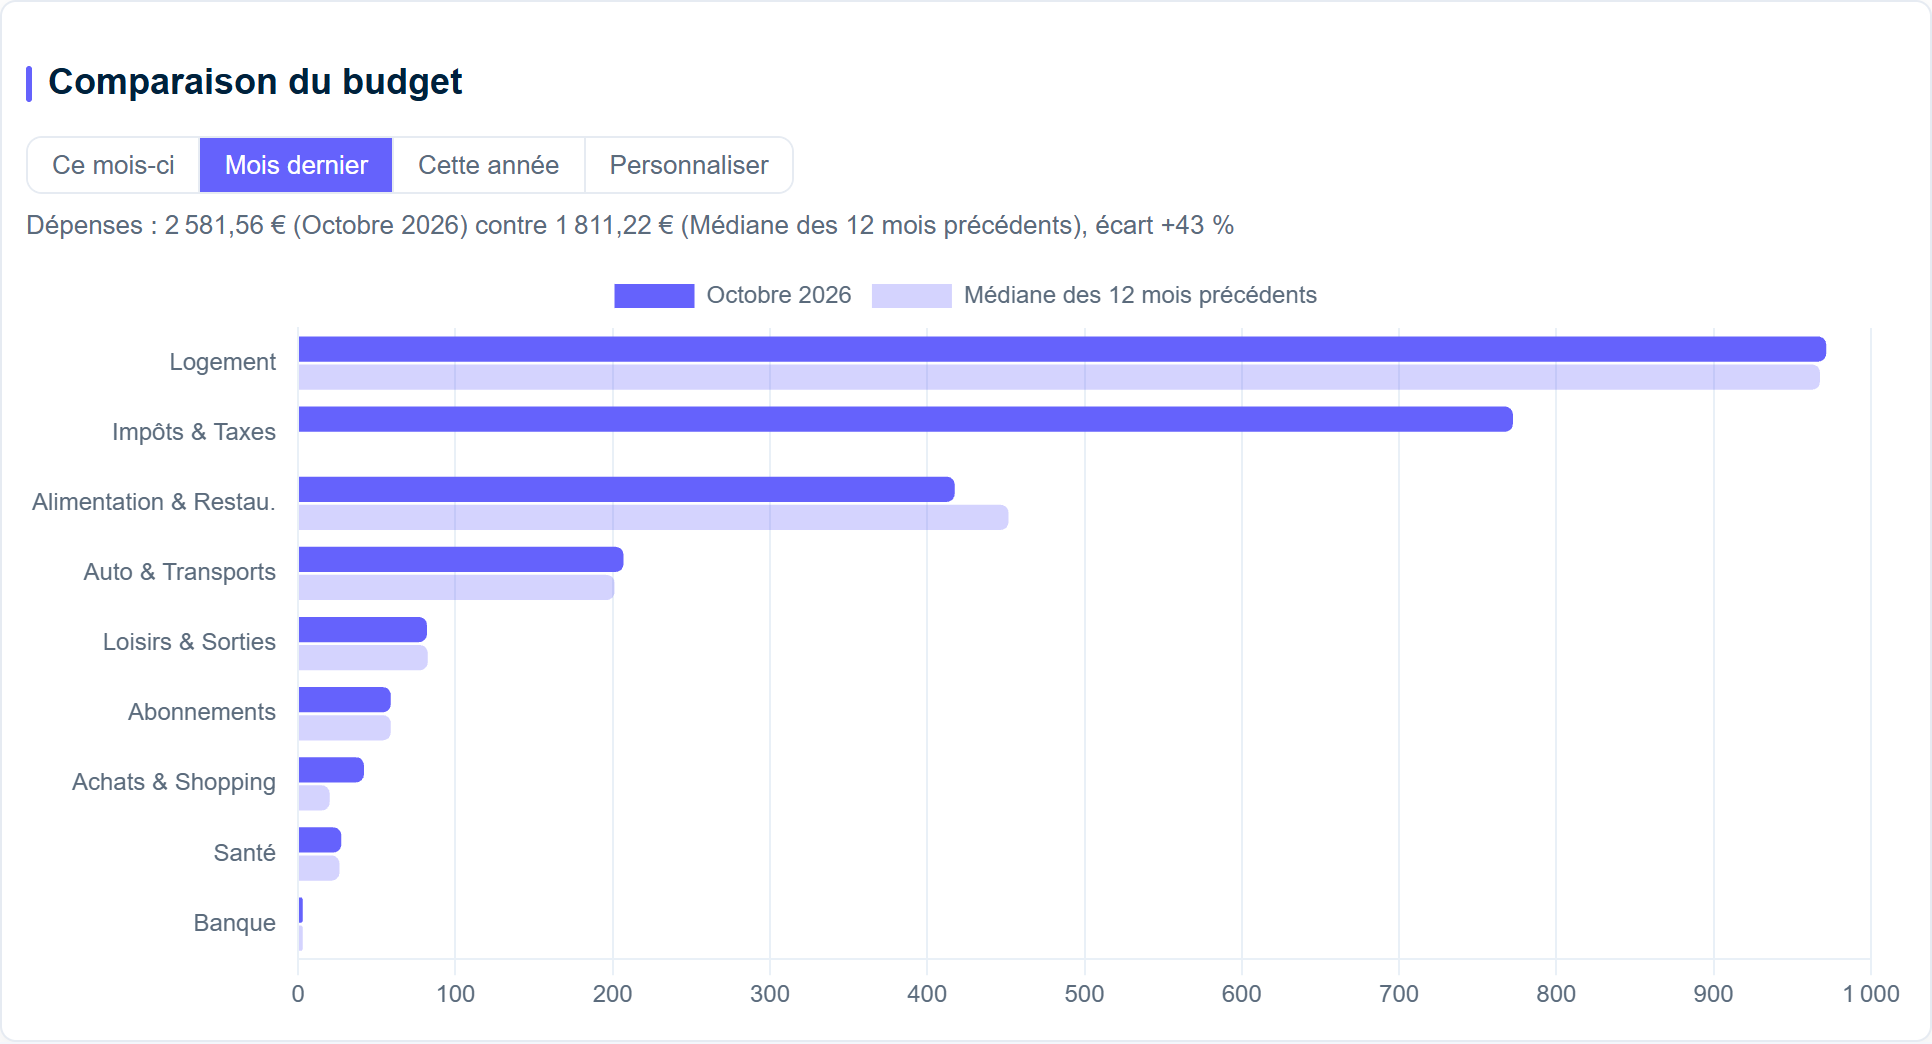 Comparaison du budget
Ce mois-ci Mois dernier Cette année Personnaliser
Dépenses : 2 581,56 € (Octobre 2026) contre 1 811,22 € (Médiane des 12 mois précédents), écart +43 %
Octobre 2026 Médiane des 12 mois précédents
Logement
Impôts & Taxes
Alimentation & Restau.
Auto & Transports
Loisirs & Sorties
Abonnements
Achats & Shopping
Santé
Banque
0 100 200 300 400 500 600 700 800 900 1 000